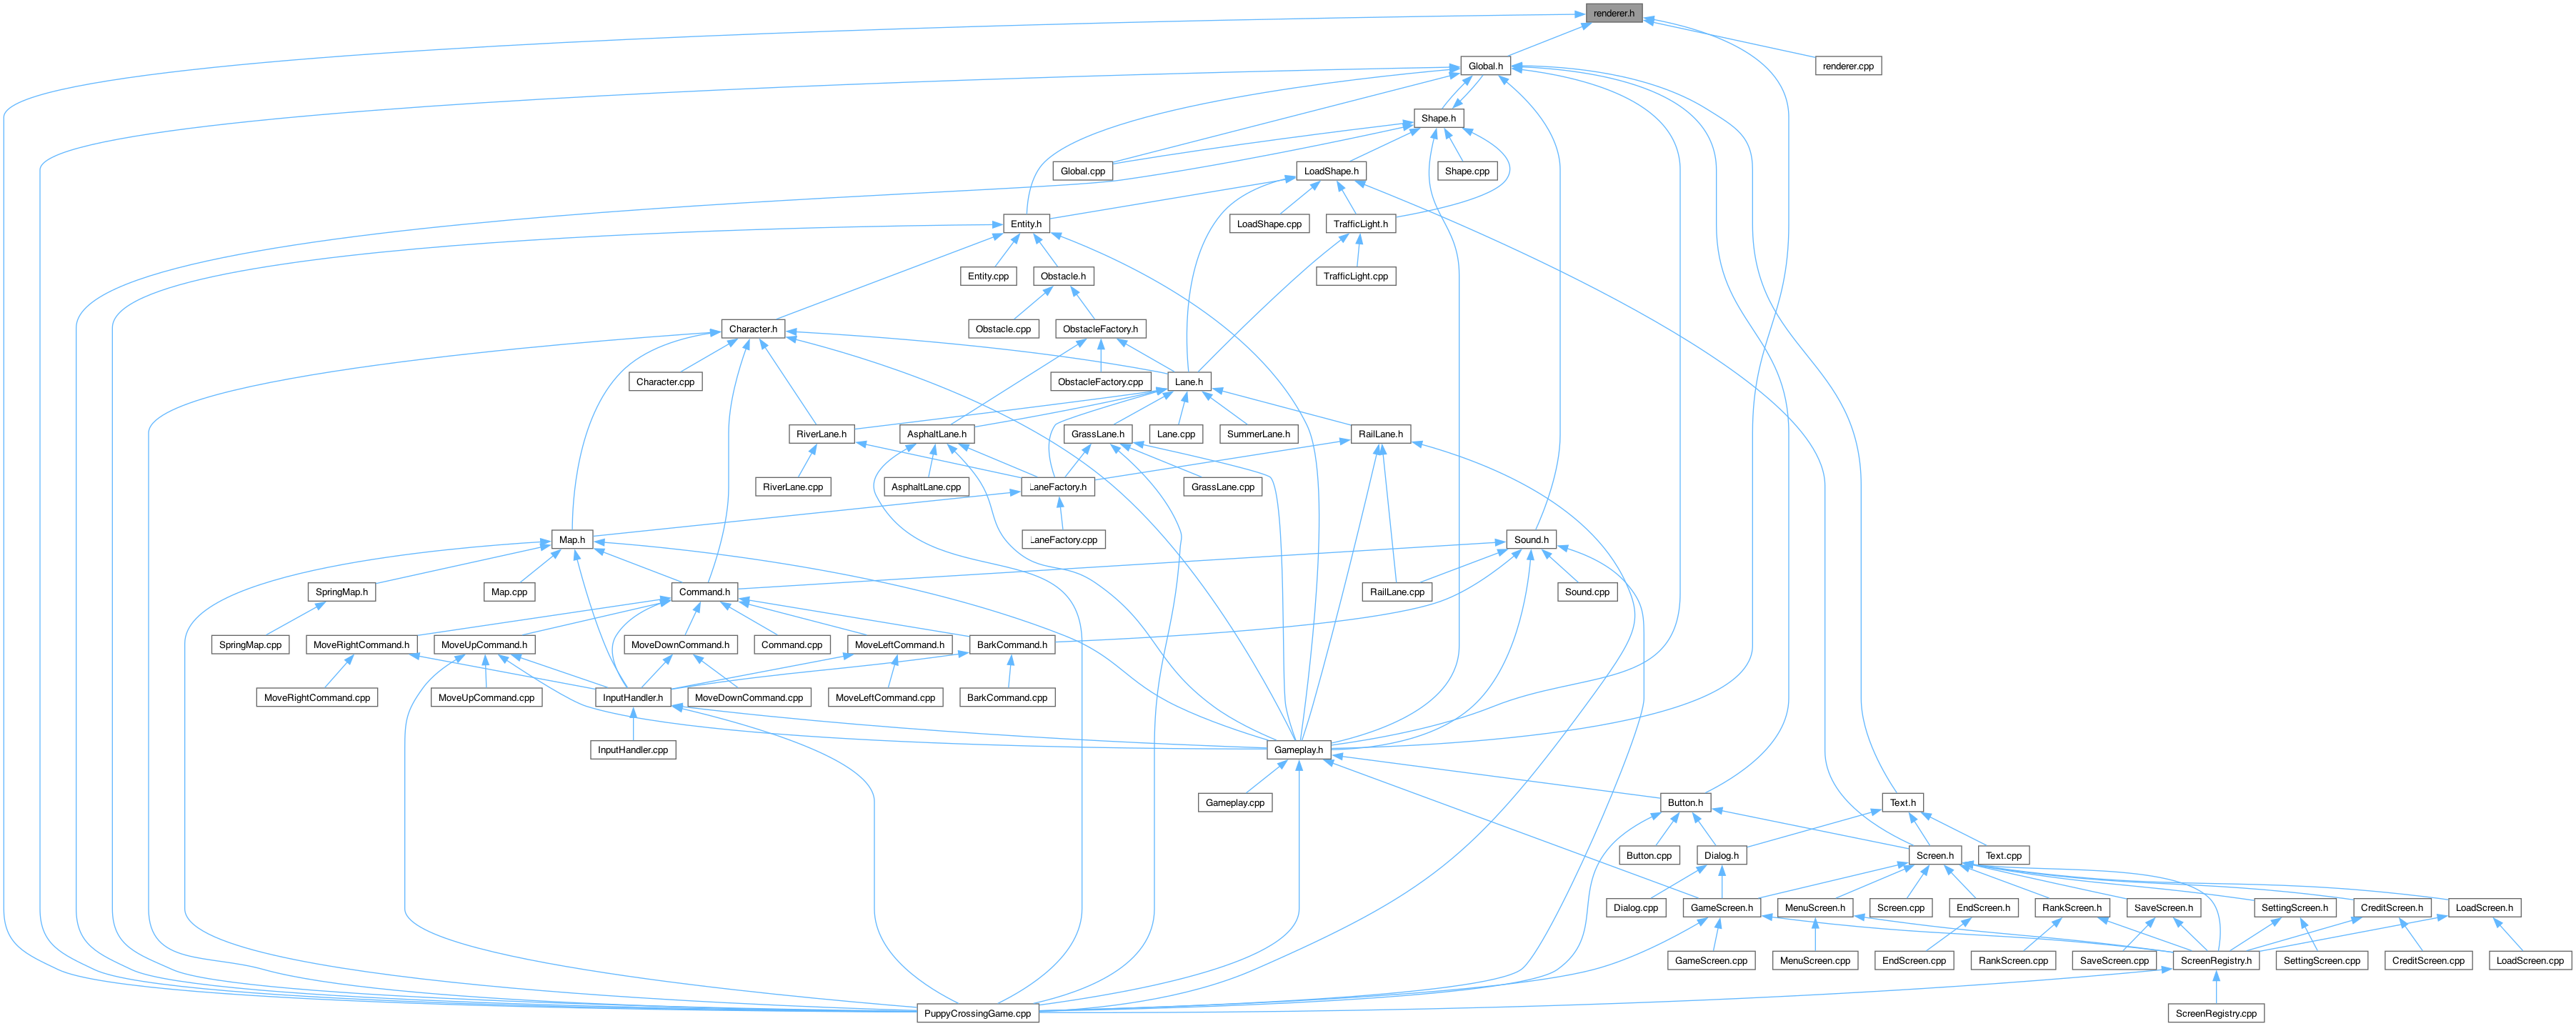 renderer.h
Global.h
renderer.cpp
Shape.h
Global.cpp
LoadShape.h
Shape.cpp
Entity.h
LoadShape.cpp
TrafficLight.h
Entity.cpp
Obstacle.h
TrafficLight.cpp
Character.h
Obstacle.cpp
ObstacleFactory.h
Character.cpp
ObstacleFactory.cpp
Lane.h
RiverLane.h
AsphaltLane.h
GrassLane.h
Lane.cpp
SummerLane.h
RailLane.h
RiverLane.cpp
AsphaltLane.cpp
LaneFactory.h
GrassLane.cpp
Map.h
LaneFactory.cpp
Sound.h
SpringMap.h
Map.cpp
Command.h
RailLane.cpp
Sound.cpp
SpringMap.cpp
MoveRightCommand.h
MoveUpCommand.h
MoveDownCommand.h
Command.cpp
MoveLeftCommand.h
BarkCommand.h
MoveRightCommand.cpp
MoveUpCommand.cpp
InputHandler.h
MoveDownCommand.cpp
MoveLeftCommand.cpp
BarkCommand.cpp
InputHandler.cpp
Gameplay.h
Gameplay.cpp
Button.h
Text.h
Button.cpp
Dialog.h
Screen.h
Text.cpp
Dialog.cpp
GameScreen.h
MenuScreen.h
Screen.cpp
EndScreen.h
RankScreen.h
SaveScreen.h
SettingScreen.h
CreditScreen.h
LoadScreen.h
GameScreen.cpp
MenuScreen.cpp
EndScreen.cpp
RankScreen.cpp
SaveScreen.cpp
ScreenRegistry.h
SettingScreen.cpp
CreditScreen.cpp
LoadScreen.cpp
PuppyCrossingGame.cpp
ScreenRegistry.cpp